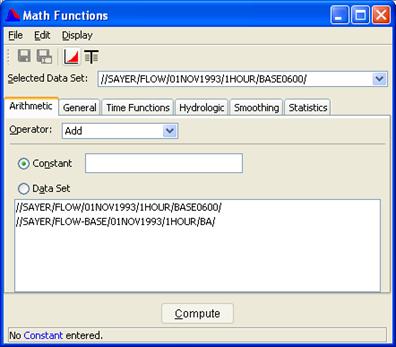 Math Functions
File Edit Display
Selected Data Set: //SAYER/FLOW/01NOV1993/1HOUR/BASE0600/
Arithmetic General Time Functions Hydrologic Smoothing Statistics
Operator: Add
Constant
Data Set
//SAYER/FLOW/01NOV1993/1HOUR/BASE0600/
//SAYER/FLOW-BASE/01NOV1993/1HOUR/BA/
Compute
No Constant entered.